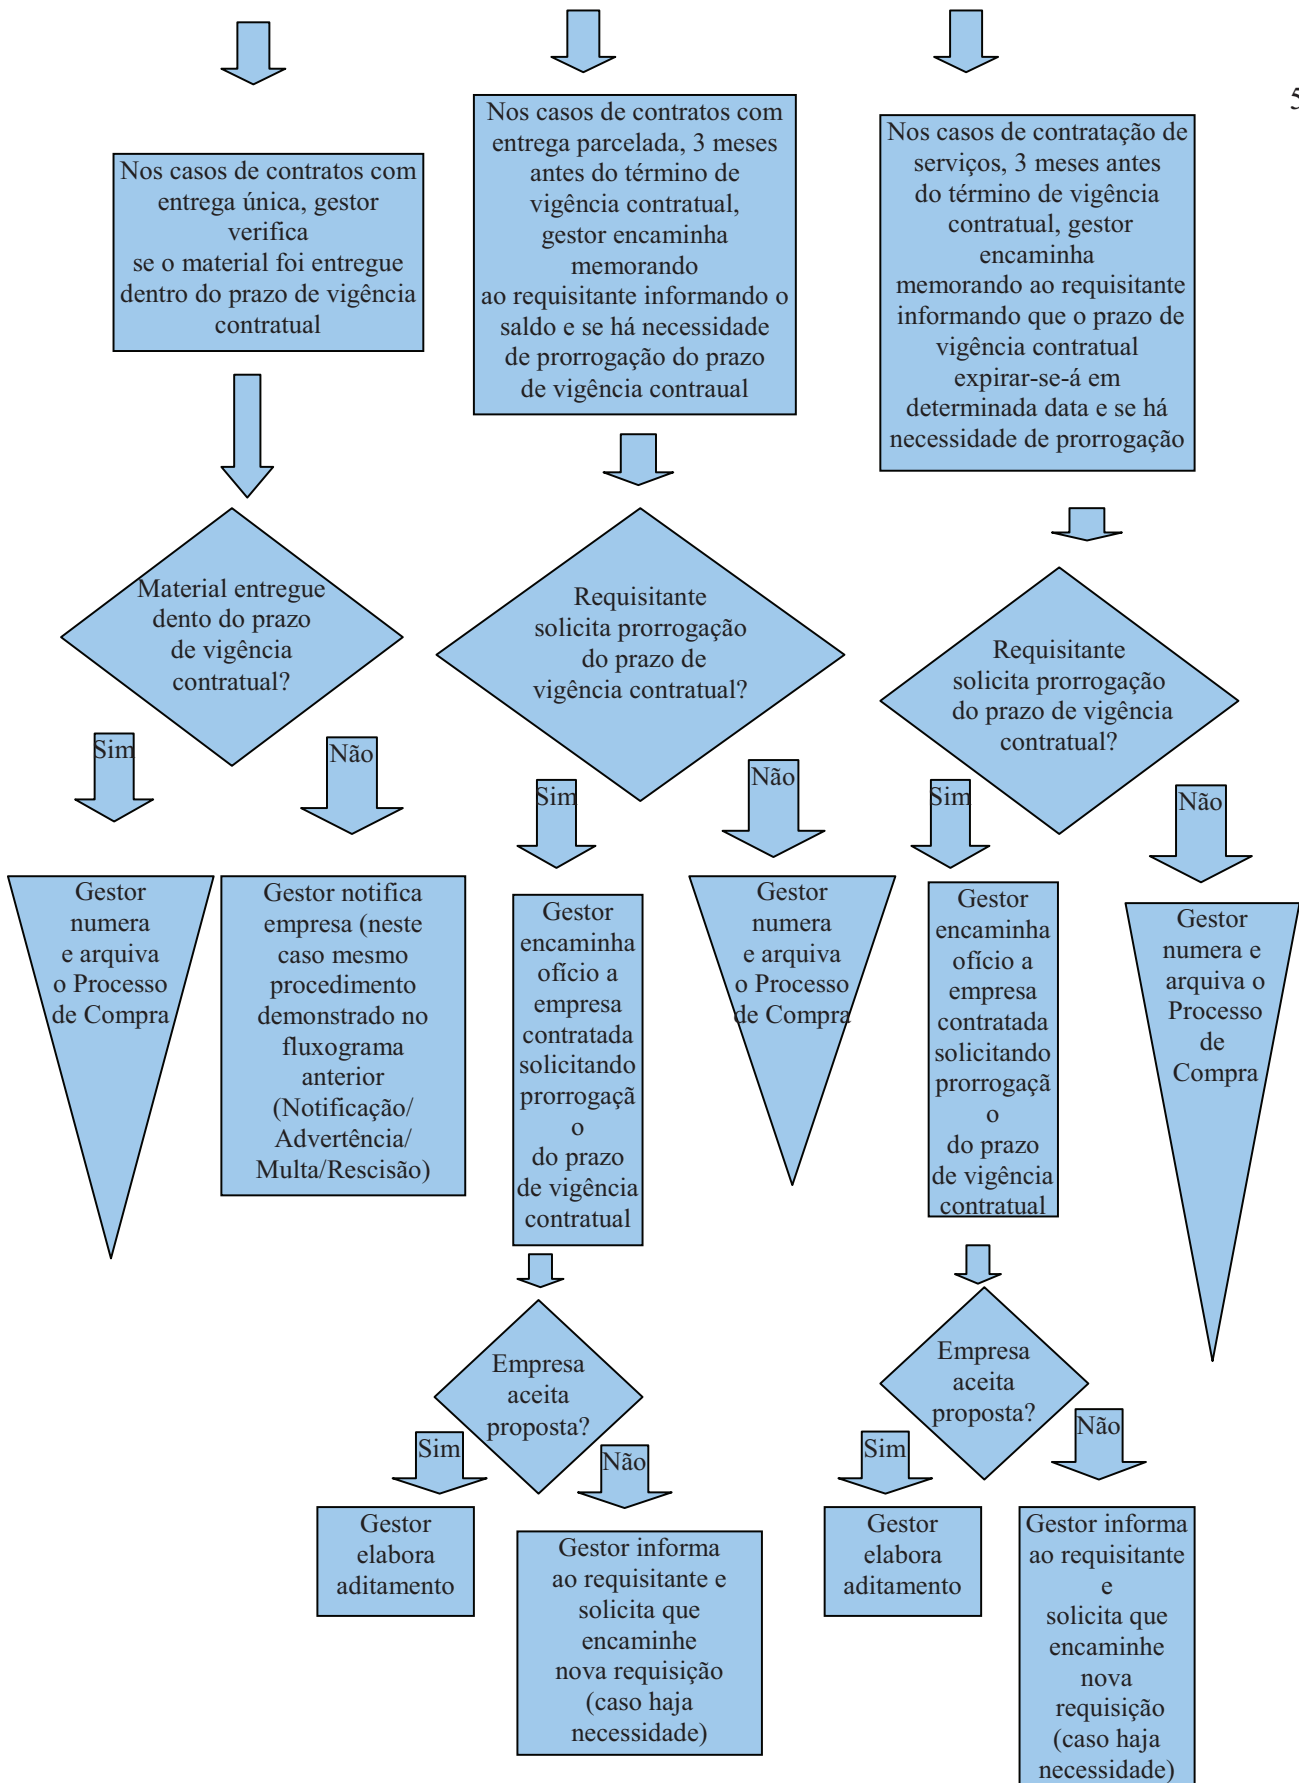 5
Nos casos de contratos com
entrega única, gestor
verifica
se o material foi entregue
dentro do prazo de vigência
contratual
Nos casos de contratos com
entrega parcelada, 3 meses
antes do término de
vigência contratual,
gestor encaminha
memorando
ao requisitante informando o
saldo e se há necessidade
de prorrogação do prazo
de vigência contraual
Nos casos de contratação de
serviços, 3 meses antes
do término de vigência
contratual, gestor
encaminha
memorando ao requisitante
informando que o prazo de
vigência contratual
expirar-se-á em
determinada data e se há
necessidade de prorrogação
Material entregue
dento do prazo
de vigência
contratual?
Requisitante
solicita prorrogação
do prazo de
vigência contratual?
Requisitante
solicita prorrogação
do prazo de vigência
contratual?
Sim
Não
Sim
Não
Sim
Não
Gestor
numera
e arquiva
o Processo
de Compra
Gestor notifica
empresa (neste
caso mesmo
procedimento
demonstrado no
fluxograma
anterior
(Notificação/
Advertência/
Multa/Rescisão)
Gestor
encaminha
ofício a
empresa
contratada
solicitando
prorrogaçã
o
do prazo
de vigência
contratual
Gestor
numera
e arquiva
o Processo
de Compra
Gestor
encaminha
ofício a
empresa
contratada
solicitando
prorrogaçã
o
do prazo
de vigência
contratual
Gestor
numera e
arquiva o
Processo
de
Compra
Empresa
aceita
proposta?
Empresa
aceita
proposta?
Sim
Não
Sim
Não
Gestor
elabora
aditamento
Gestor informa
ao requisitante e
solicita que
encaminhe
nova requisição
(caso haja
necessidade)
Gestor
elabora
aditamento
Gestor informa
ao requisitante
e
solicita que
encaminhe
nova
requisição
(caso haja
necessidade)